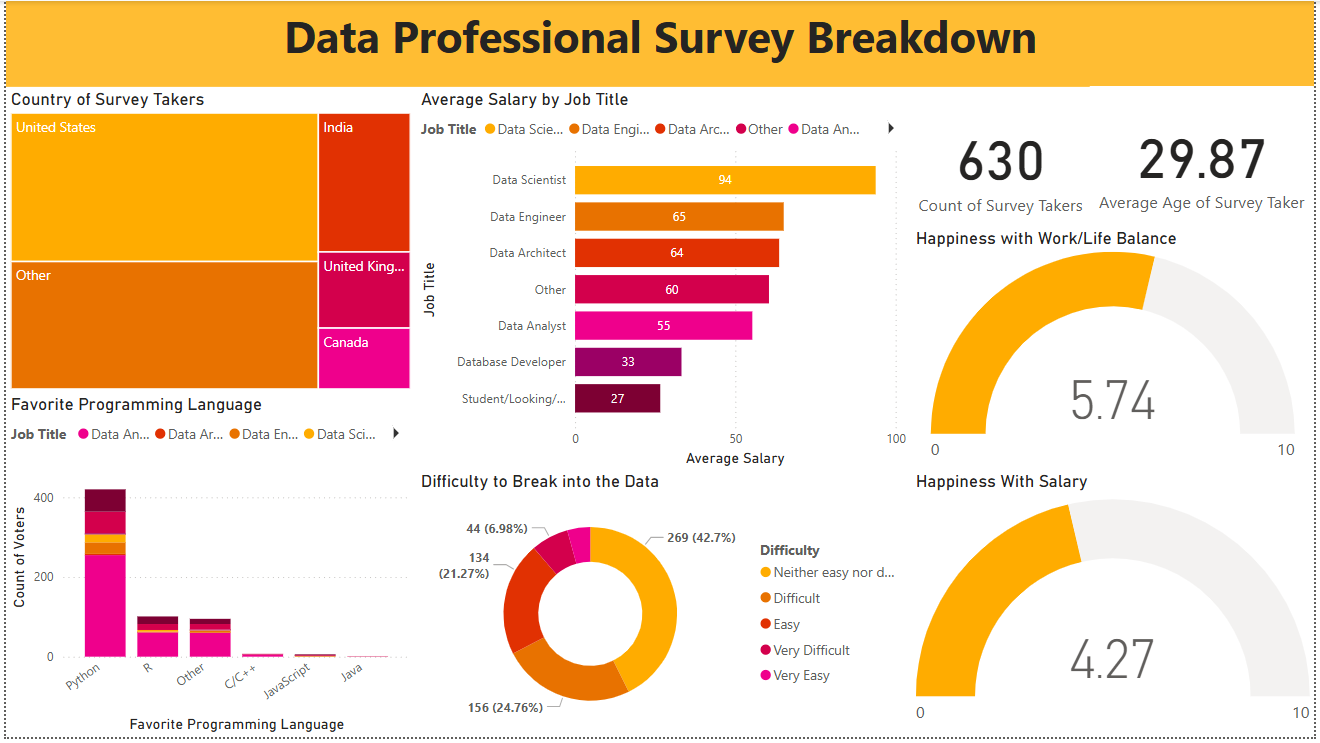 Data Professional Survey Breakdown
Country of Survey Takers
United States
India
Other
United King...
Canada
Average Salary by Job Title
Job Title
Data Scie...
Data Engi...
Data Arc...
Other
Data An...
Job Title
Data Scientist
94
Data Engineer
65
Data Architect
64
Other
60
Data Analyst
55
Database Developer
33
Student/Looking/...
27
0
50
100
Average Salary
630
Count of Survey Takers
29.87
Average Age of Survey Taker
Happiness with Work/Life Balance
5.74
0
10
Favorite Programming Language
Job Title
Data An...
Data Ar...
Data En...
Data Sci...
Count of Voters
400
200
0
Python
R
Other
C/C++
JavaScript
Java
Favorite Programming Language
Difficulty to Break into the Data
44 (6.98%)
269 (42.7%)
134
(21.27%)
156 (24.76%)
Difficulty
Neither easy nor d...
Difficult
Easy
Very Difficult
Very Easy
Happiness With Salary
4.27
0
10